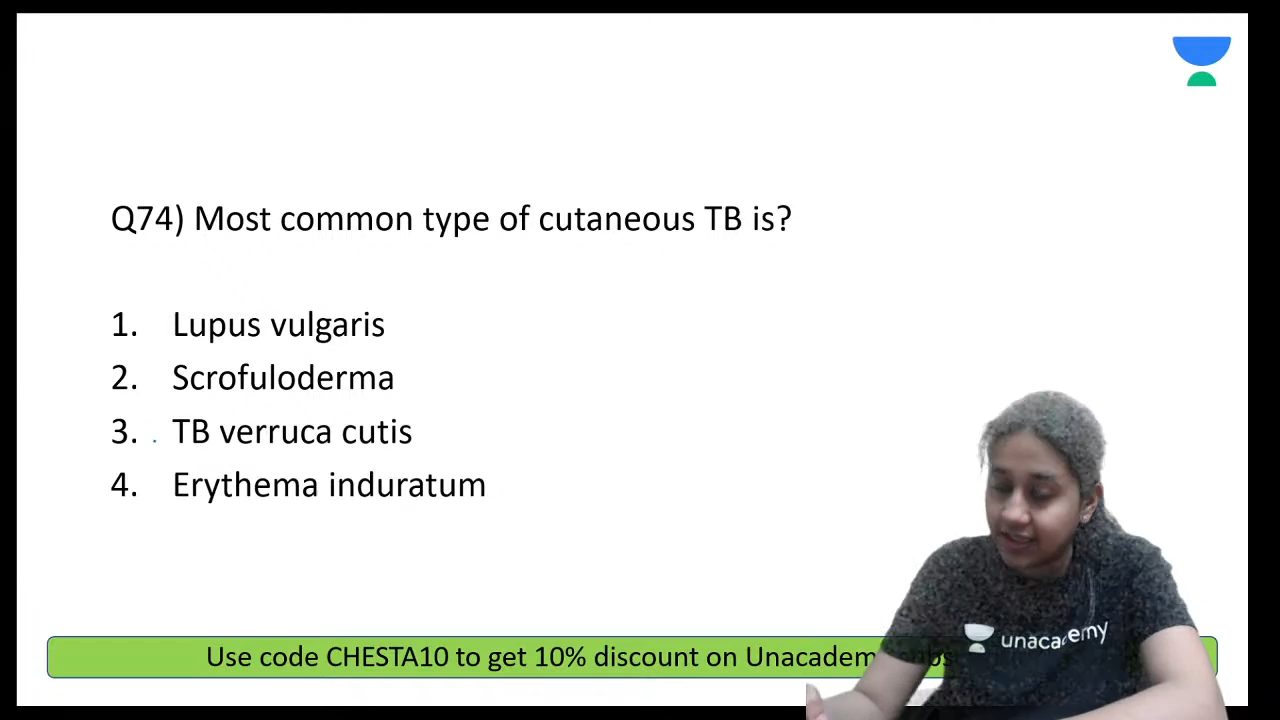 Q74) Most common type of cutaneous TB is?
1. Lupus vulgaris
2. Scrofuloderma
3. TB verruca cutis
4. Erythema induratum
unacademy
Use code CHESTA10 to get 10% discount on